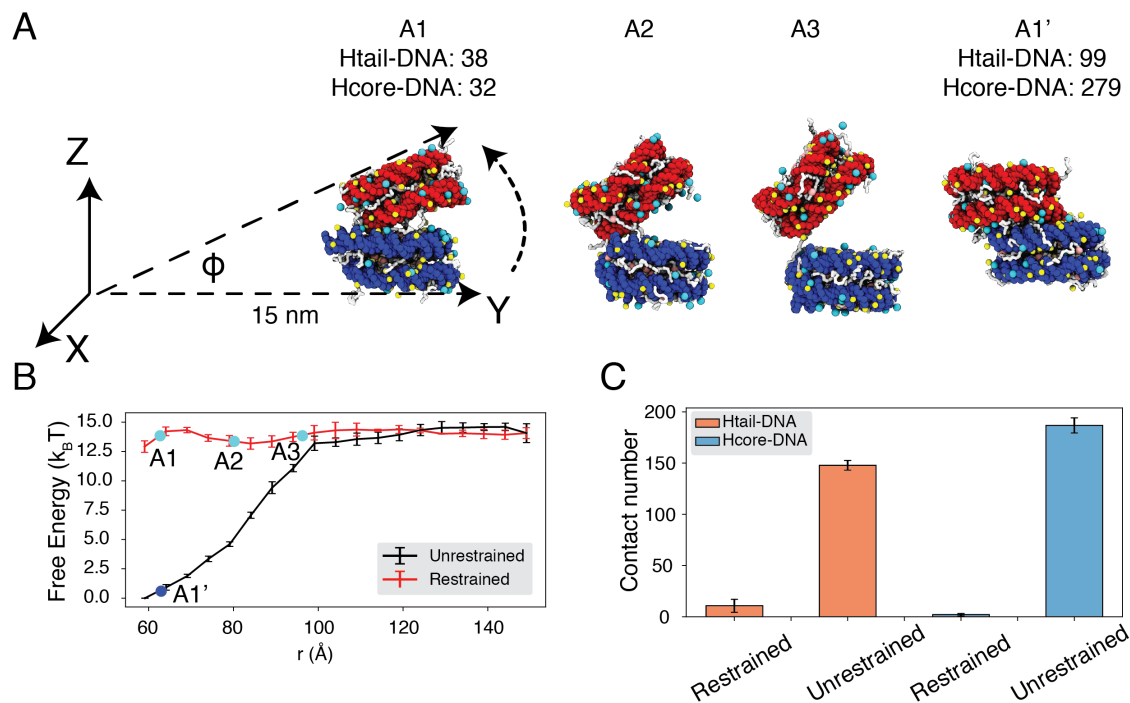 A
A1
Htail-DNA: 38
Hcore-DNA: 32
A2
A3
A1’
Htail-DNA: 99
Hcore-DNA: 279
Z
ϕ
15 nm
Y
X
B
Free Energy (kBT)
15.0
12.5
10.0
7.5
5.0
2.5
0.0
A1
A2
A3
A1’
Unrestrained
Restrained
60
80
100
120
140
r (Å)
C
Contact number
200
150
100
50
0
Htail-DNA
Hcore-DNA
Restrained
Unrestrained
Restrained
Unrestrained